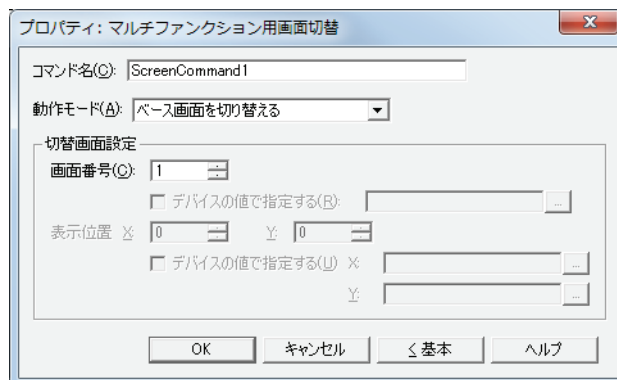 プロパティ: マルチファンクション用画面切替
コマンド名(C): ScreenCommand1
動作モード(A): ベース画面を切り替える
切替画面設定
画面番号(C): 1
デバイスの値で指定する(R): ...
表示位置 X: 0 Y: 0
デバイスの値で指定する(U) X: ...
Y: ...
OK キャンセル < 基本 ヘルプ